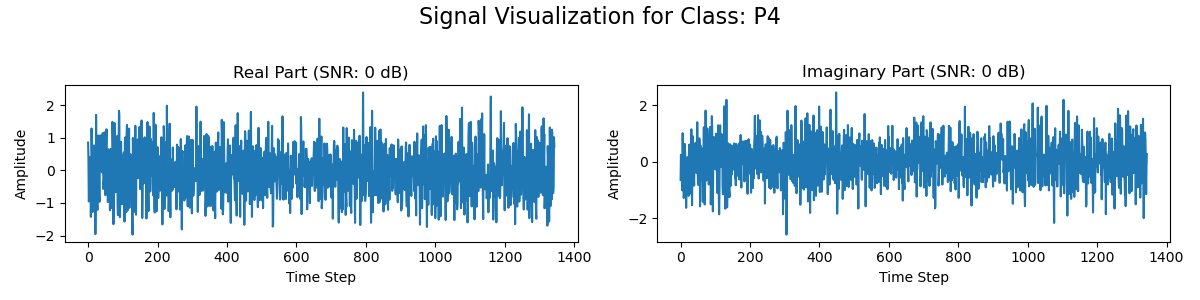 Signal Visualization for Class: P4
Real Part (SNR: 0 dB)
Amplitude
2
1
0
−1
−2
0 200 400 600 800 1000 1200 1400
Time Step
Imaginary Part (SNR: 0 dB)
Amplitude
2
0
−2
0 200 400 600 800 1000 1200 1400
Time Step